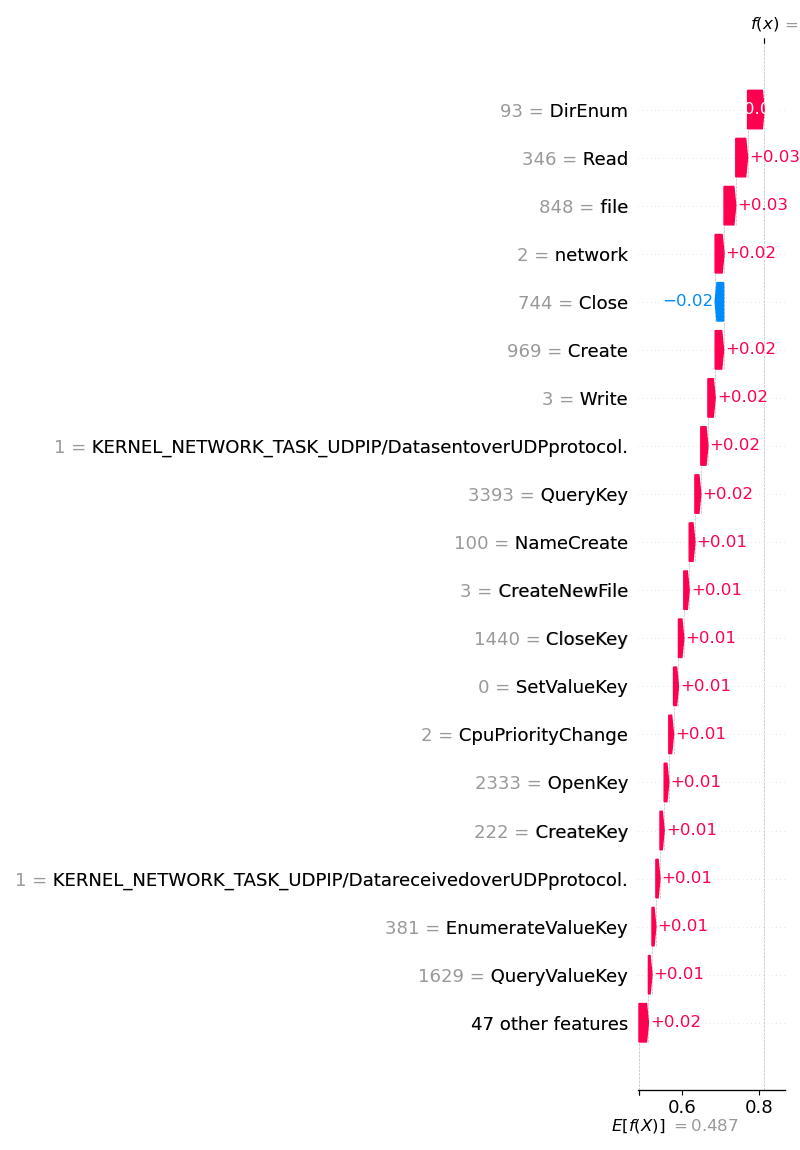 f(x) =
93 = DirEnum
346 = Read +0.03
848 = file +0.03
2 = network +0.02
744 = Close −0.02
969 = Create +0.02
3 = Write +0.02
1 = KERNEL_NETWORK_TASK_UDPIP/DatasentoverUDPprotocol. +0.02
3393 = QueryKey +0.02
100 = NameCreate +0.01
3 = CreateNewFile +0.01
1440 = CloseKey +0.01
0 = SetValueKey +0.01
2 = CpuPriorityChange +0.01
2333 = OpenKey +0.01
222 = CreateKey +0.01
1 = KERNEL_NETWORK_TASK_UDPIP/DatareceivedoverUDPprotocol. +0.01
381 = EnumerateValueKey +0.01
1629 = QueryValueKey +0.01
47 other features +0.02
0.6 0.8
E[f(X)] = 0.487